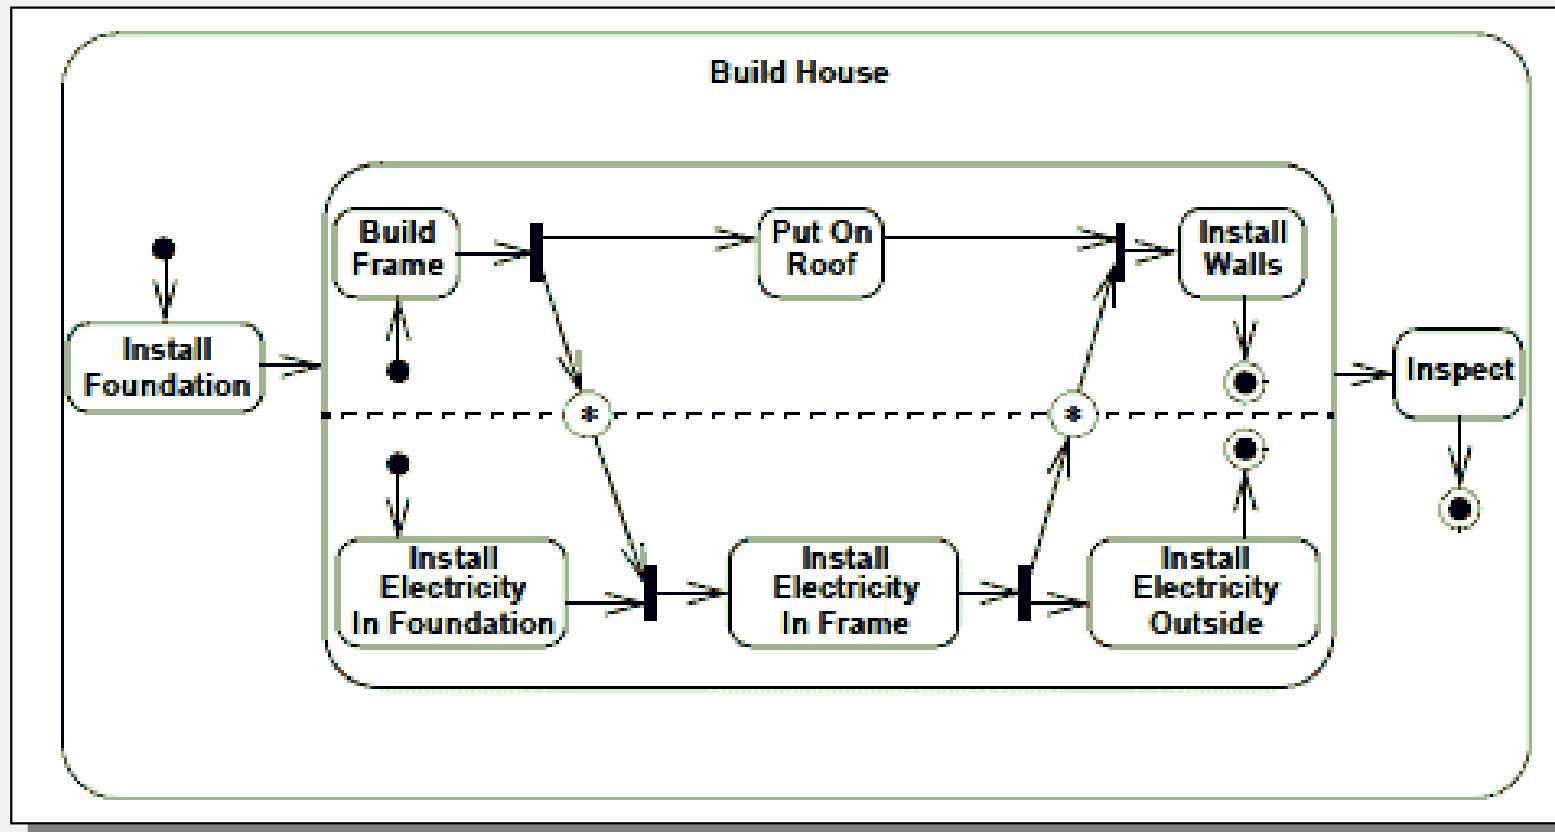 Build House
Build
Frame
Put On
Roof
Install
Walls
Install
Foundation
Inspect
*
*
Install
Electricity
In Foundation
Install
Electricity
In Frame
Install
Electricity
Outside